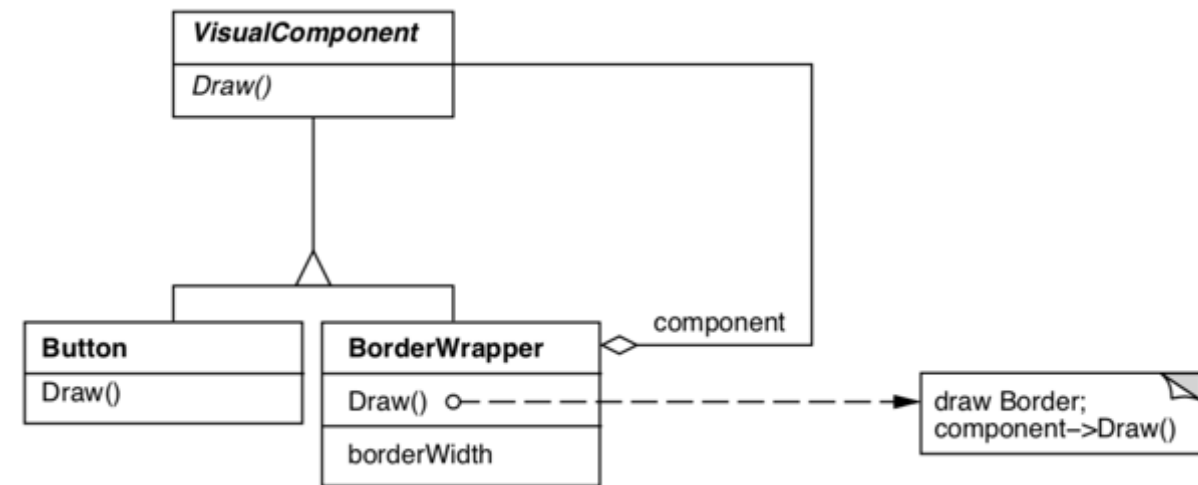 VisualComponent
Draw()
component
Button
Draw()
BorderWrapper
Draw()
borderWidth
draw Border;
component–>Draw()